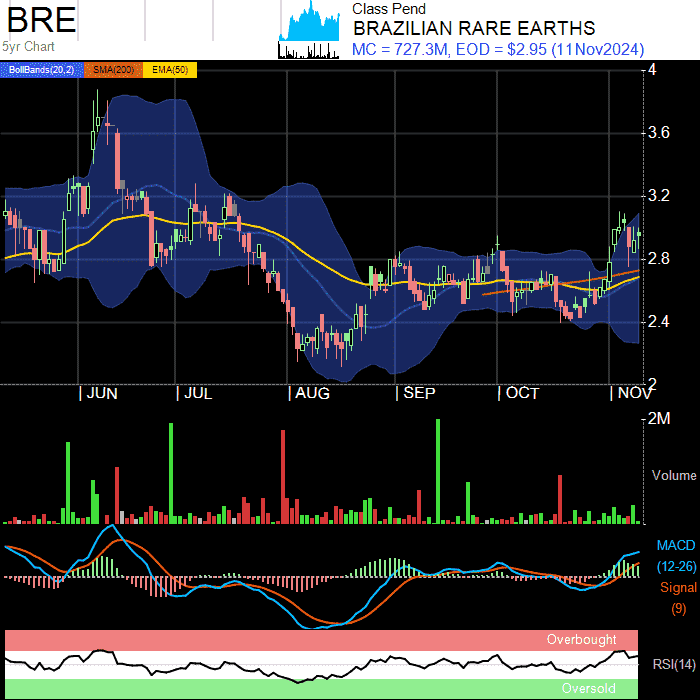 BRE
5yr Chart
Class Pend
BRAZILIAN RARE EARTHS
MC = 727.3M, EOD = $2.95 (11Nov2024)
BollBands(20,2) SMA(200) EMA(50)
4
3.6
3.2
2.8
2.4
2
JUN JUL AUG SEP OCT NOV
2M
Volume
MACD
(12-26)
Signal
(9)
Overbought
RSI(14)
Oversold